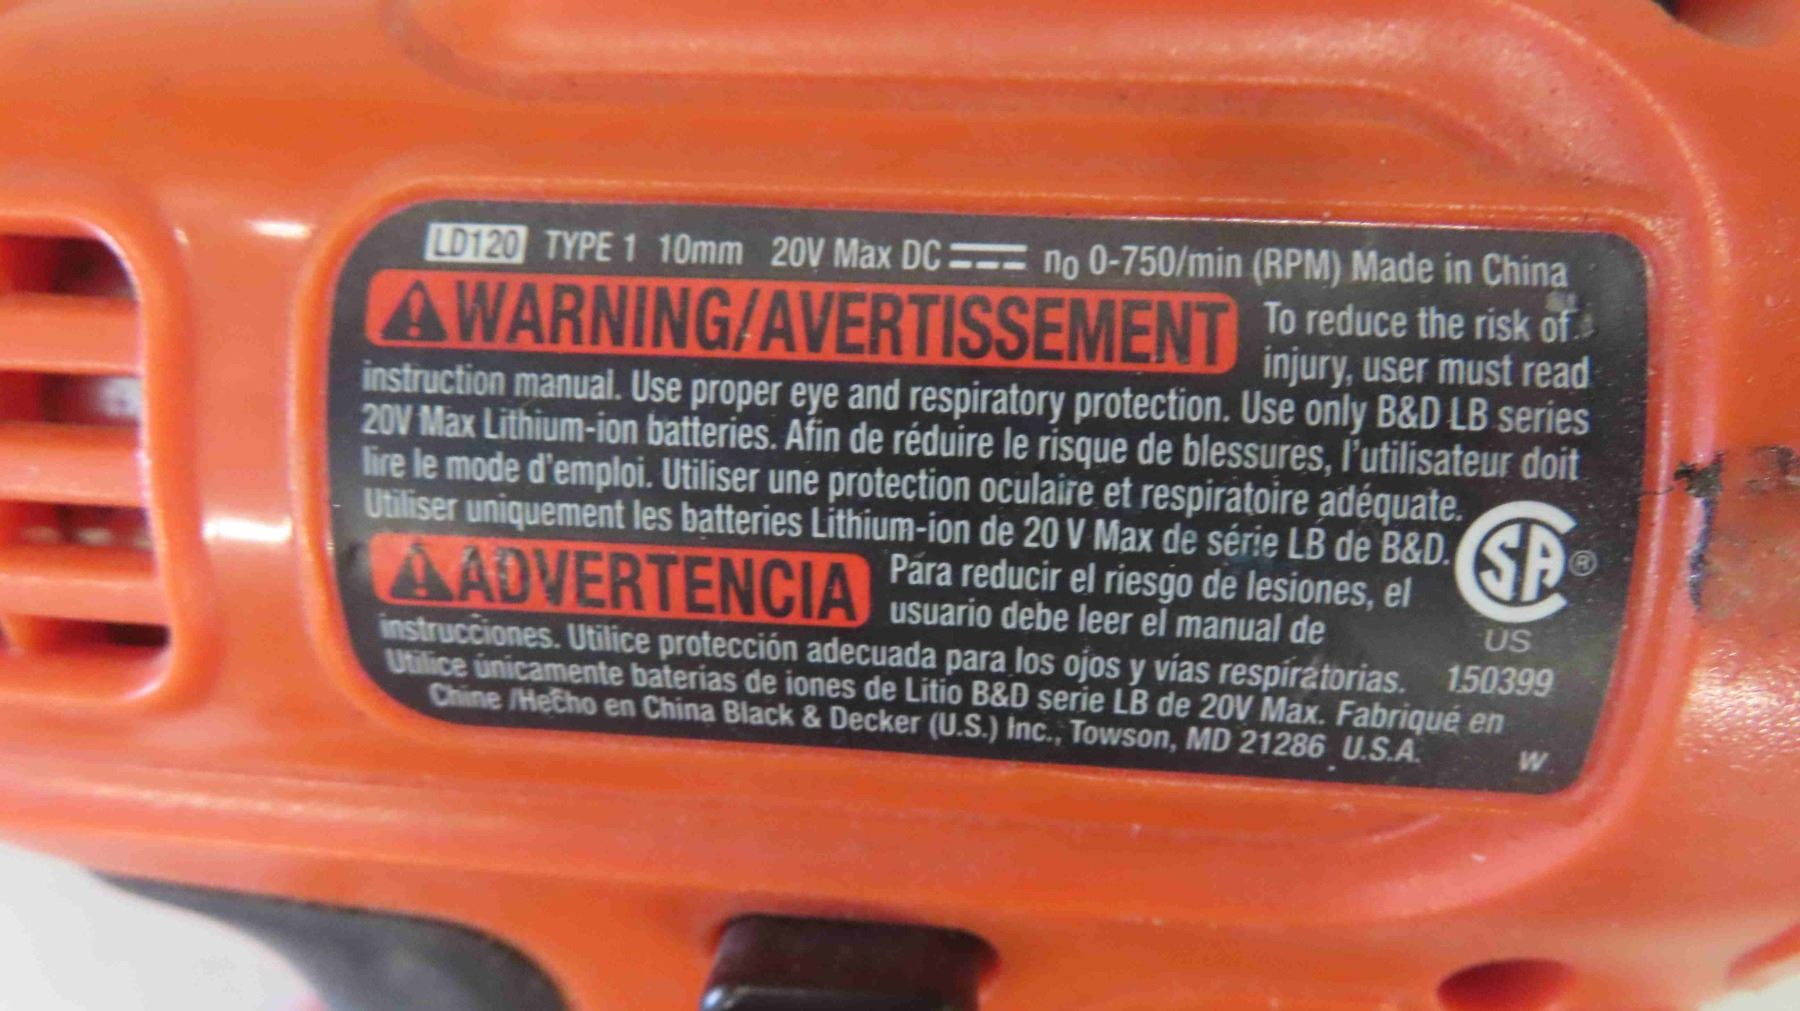 LD120 TYPE 1 10mm 20V Max DC n₀ 0-750/min (RPM) Made in China
WARNING/AVERTISSEMENT To reduce the risk of
injury, user must read
instruction manual. Use proper eye and respiratory protection. Use only B&D LB series
20V Max Lithium-ion batteries. Afin de réduire le risque de blessures, l'utilisateur doit
lire le mode d'emploi. Utiliser une protection oculaire et respiratoire adéquate.
Utiliser uniquement les batteries Lithium-ion de 20 V Max de série LB de B&D.
SA®
US
150399
ADVERTENCIA Para reducir el riesgo de lesiones, el
usuario debe leer el manual de
instrucciones. Utilice protección adecuada para los ojos y vías respiratorias.
Utilice únicamente baterías de iones de Litio B&D serie LB de 20V Max. Fabriqué en
Chine /Hecho en China Black & Decker (U.S.) Inc., Towson, MD 21286 U.S.A.
W